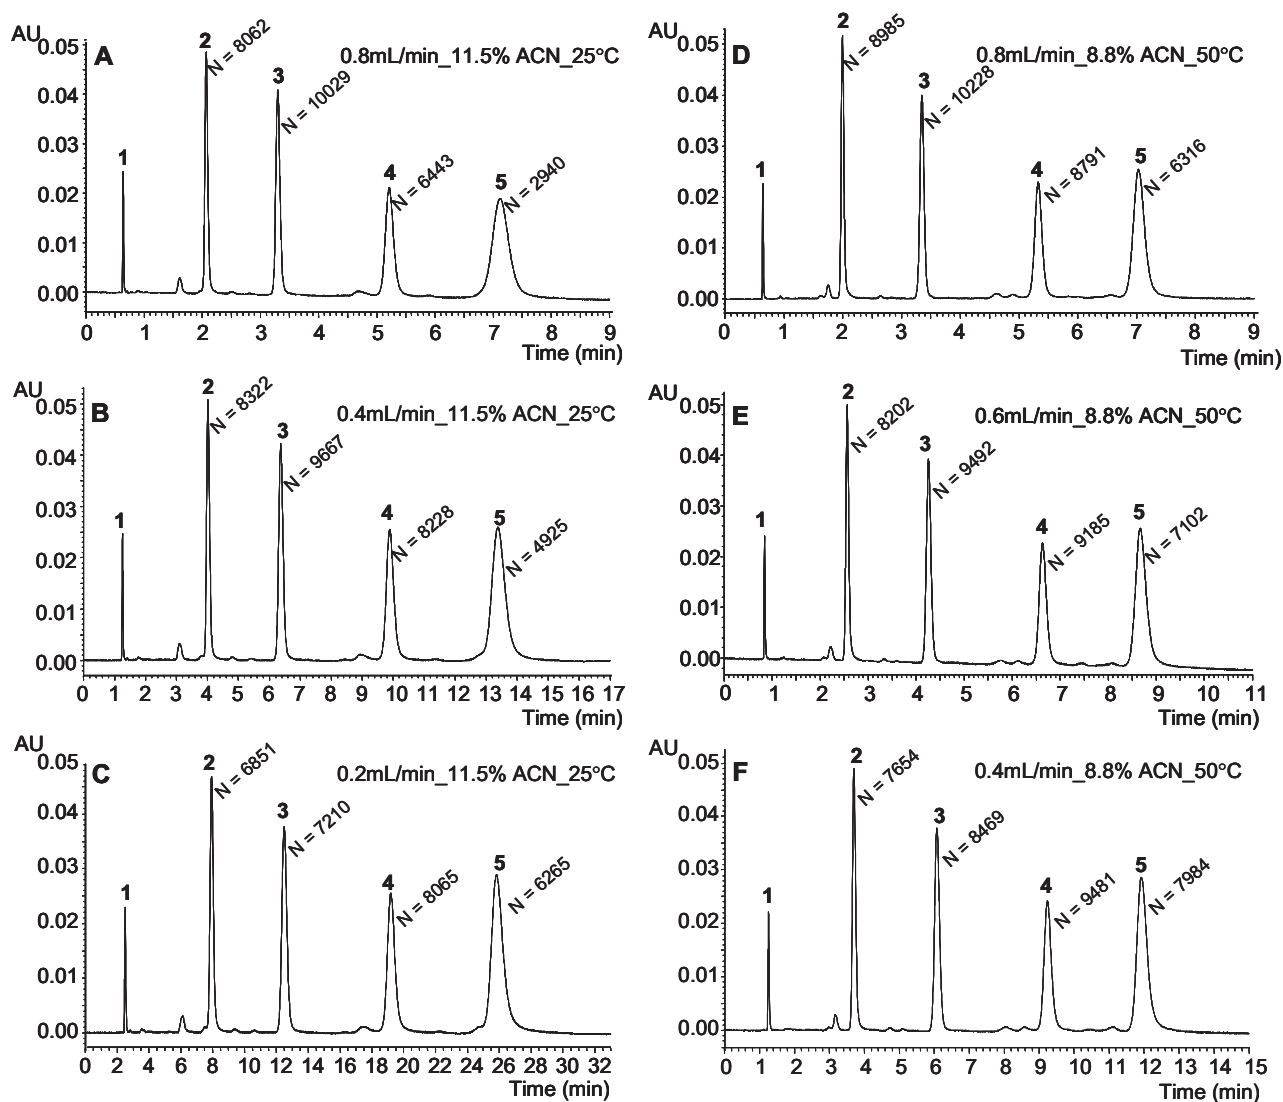 AU
A
0.8mL/min_11.5% ACN_25°C
0.05
0.04
0.03
0.02
0.01
0.00
1
2
N = 8062
3
N = 10029
4
N = 6443
5
N = 2940
0 1 2 3 4 5 6 7 8 9
Time (min)
AU
D
0.8mL/min_8.8% ACN_50°C
0.05
0.04
0.03
0.02
0.01
0.00
1
2
N = 8985
3
N = 10228
4
N = 8791
5
N = 6316
0 1 2 3 4 5 6 7 8 9
Time (min)
AU
B
0.4mL/min_11.5% ACN_25°C
0.05
0.04
0.03
0.02
0.01
0.00
1
2
N = 8322
3
N = 9667
4
N = 8228
5
N = 4925
0 1 2 3 4 5 6 7 8 9 10 11 12 13 14 15 16 17
Time (min)
AU
E
0.6mL/min_8.8% ACN_50°C
0.05
0.04
0.03
0.02
0.01
0.00
1
2
N = 8202
3
N = 9492
4
N = 9185
5
N = 7102
0 1 2 3 4 5 6 7 8 9 10 11
Time (min)
AU
C
0.2mL/min_11.5% ACN_25°C
0.05
0.04
0.03
0.02
0.01
0.00
1
2
N = 6851
3
N = 7210
4
N = 8065
5
N = 6265
0 2 4 6 8 10 12 14 16 18 20 22 24 26 28 30 32
Time (min)
AU
F
0.4mL/min_8.8% ACN_50°C
0.05
0.04
0.03
0.02
0.01
0.00
1
2
N = 7654
3
N = 8469
4
N = 9481
5
N = 7984
0 1 2 3 4 5 6 7 8 9 10 11 12 13 14 15
Time (min)